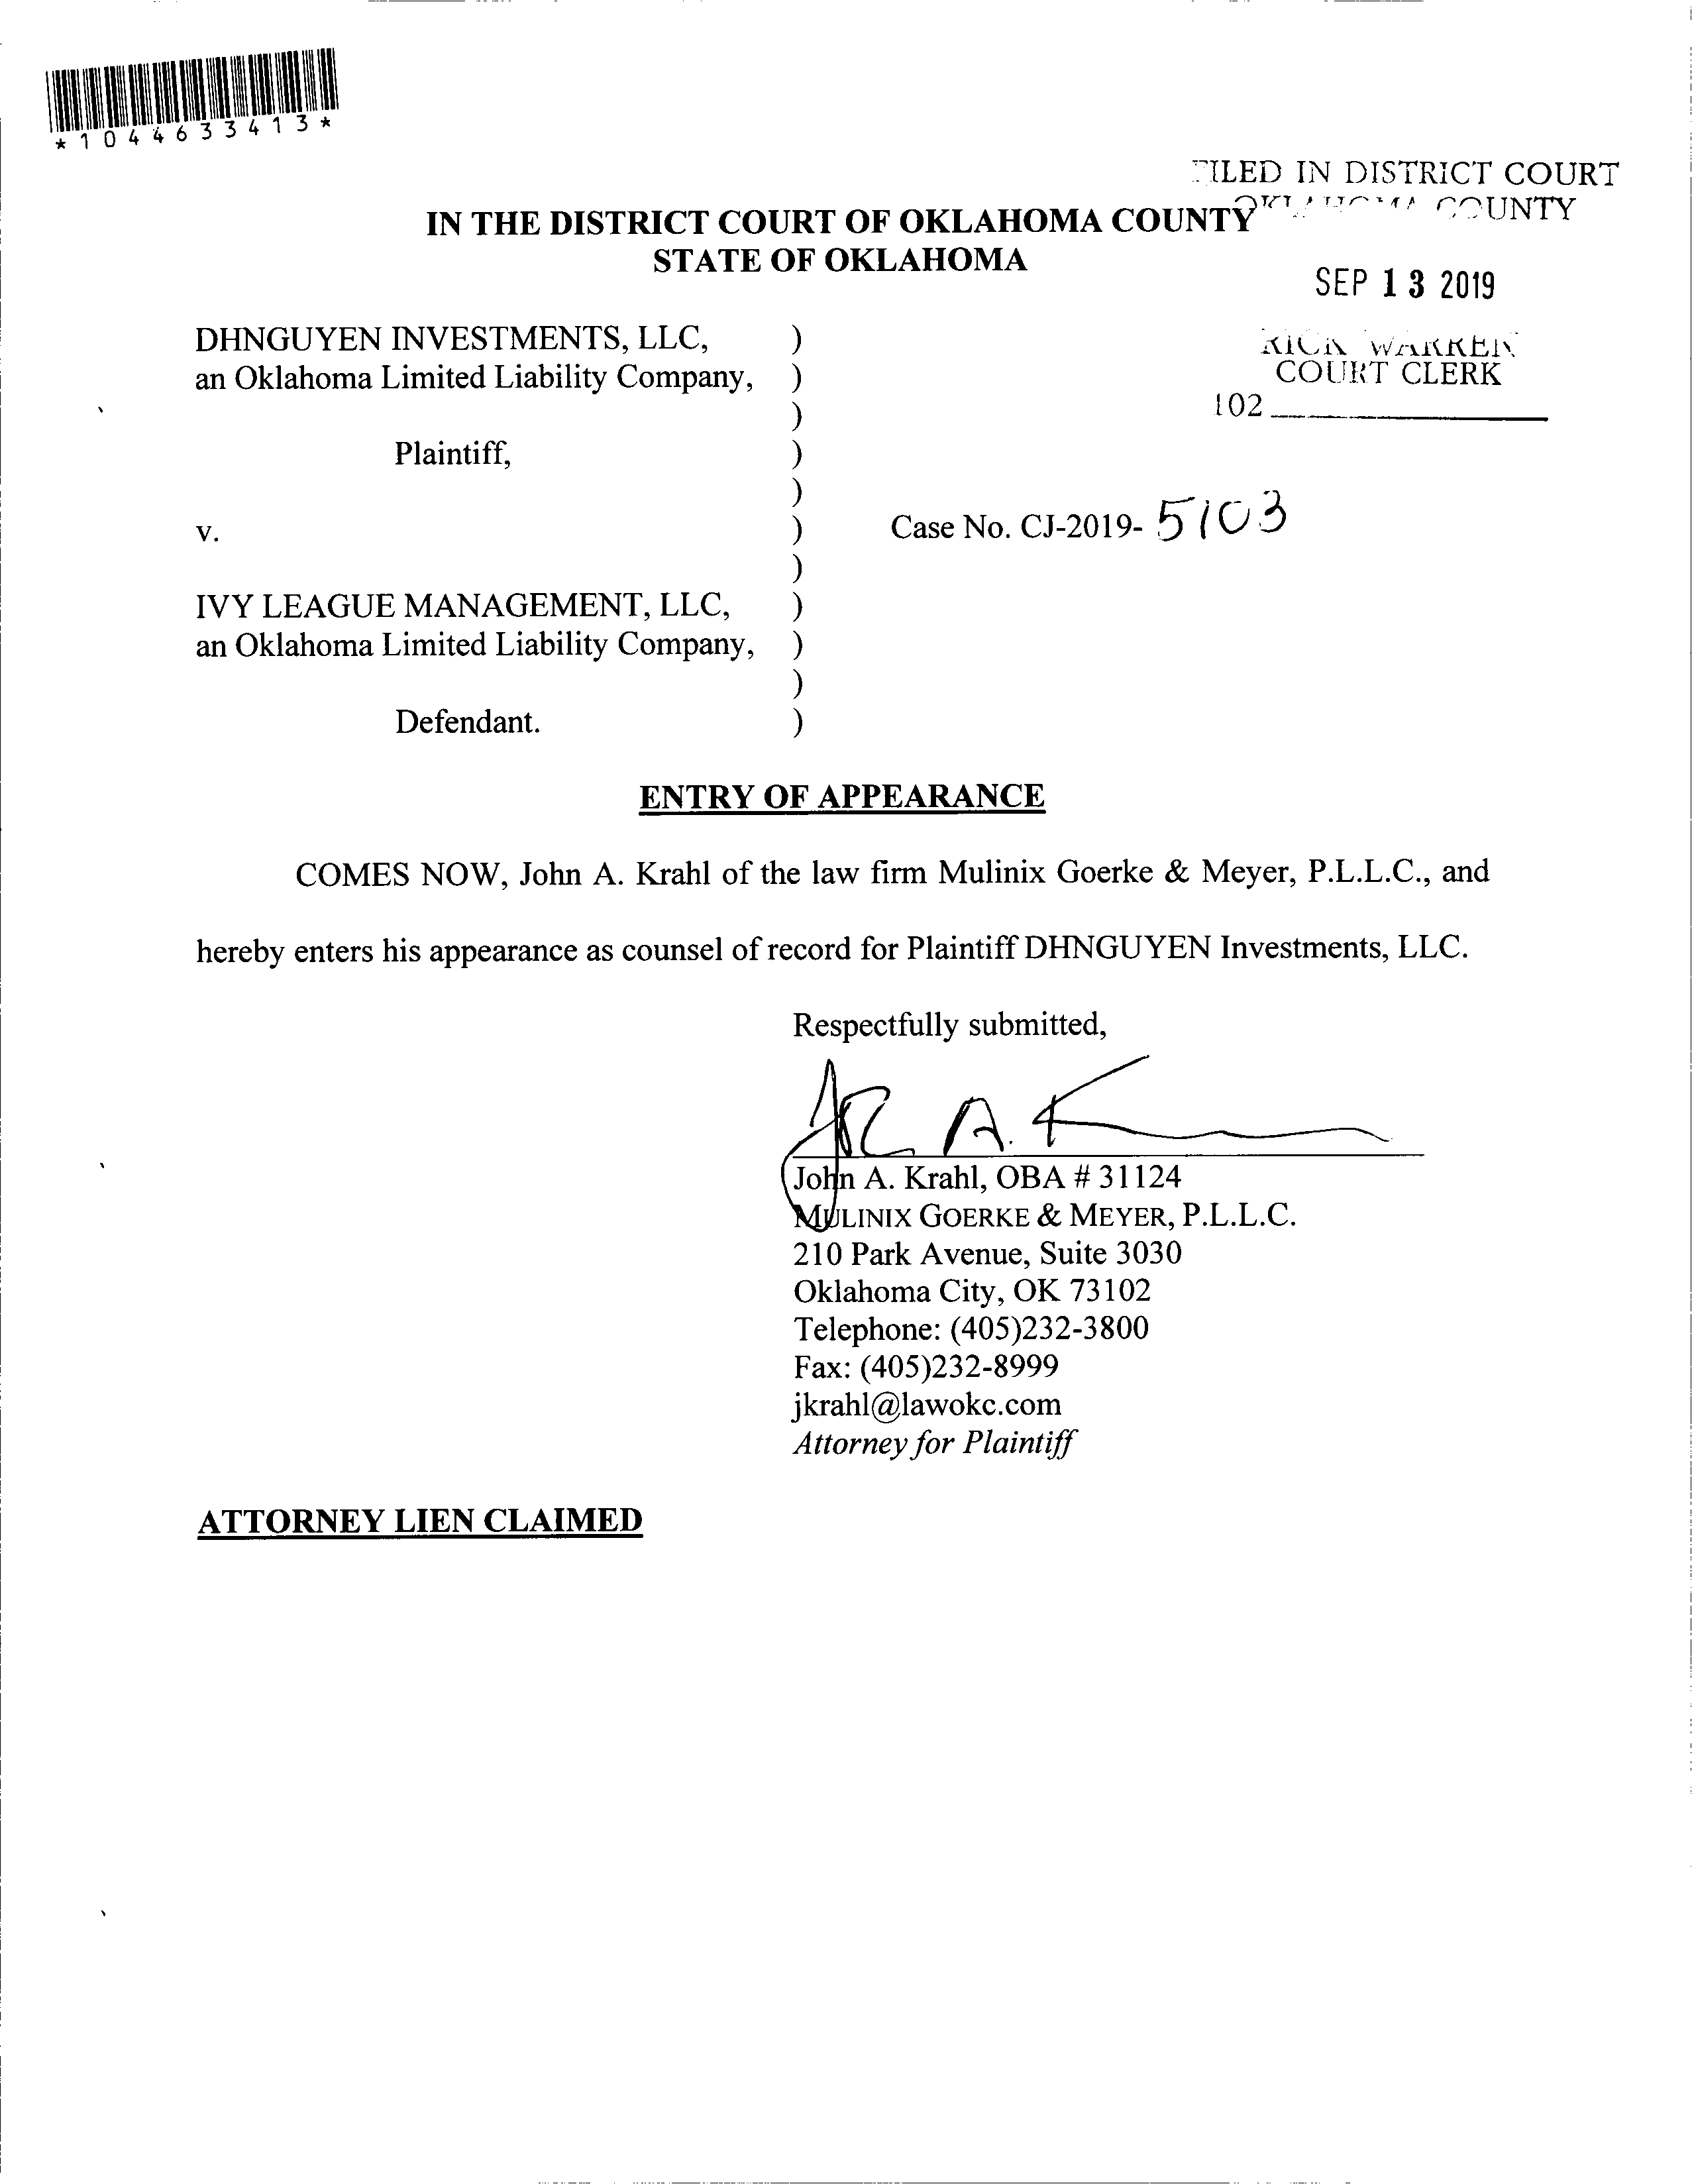 *1044633413*
FILED IN DISTRICT COURT
OKLAHOMA COUNTY
IN THE DISTRICT COURT OF OKLAHOMA COUNTY
STATE OF OKLAHOMA
SEP 13 2019
DHNGUYEN INVESTMENTS, LLC, )
an Oklahoma Limited Liability Company, )
)
RICK WARREN
COURT CLERK
102
Plaintiff, )
)
v. )
Case No. CJ-2019- 5103
)
IVY LEAGUE MANAGEMENT, LLC, )
an Oklahoma Limited Liability Company, )
)
Defendant. )
ENTRY OF APPEARANCE
COMES NOW, John A. Krahl of the law firm Mulinix Goerke & Meyer, P.L.L.C., and
hereby enters his appearance as counsel of record for Plaintiff DHNGUYEN Investments, LLC.
Respectfully submitted,
John A. Krahl, OBA # 31124
MULINIX GOERKE & MEYER, P.L.L.C.
210 Park Avenue, Suite 3030
Oklahoma City, OK 73102
Telephone: (405)232-3800
Fax: (405)232-8999
jkrahl@lawokc.com
Attorney for Plaintiff
ATTORNEY LIEN CLAIMED